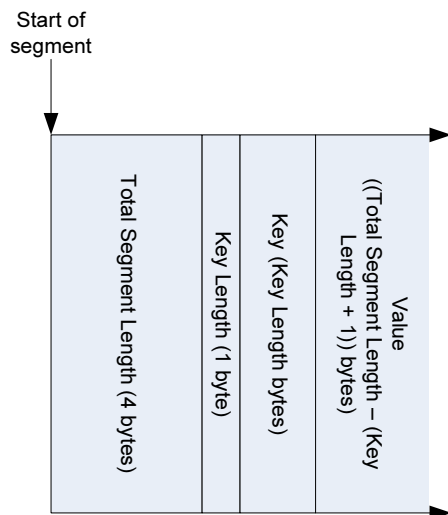 Start of
segment
Total Segment Length (4 bytes)
Key Length (1 byte)
Key (Key Length bytes)
Value
((Total Segment Length – (Key
Length + 1)) bytes)